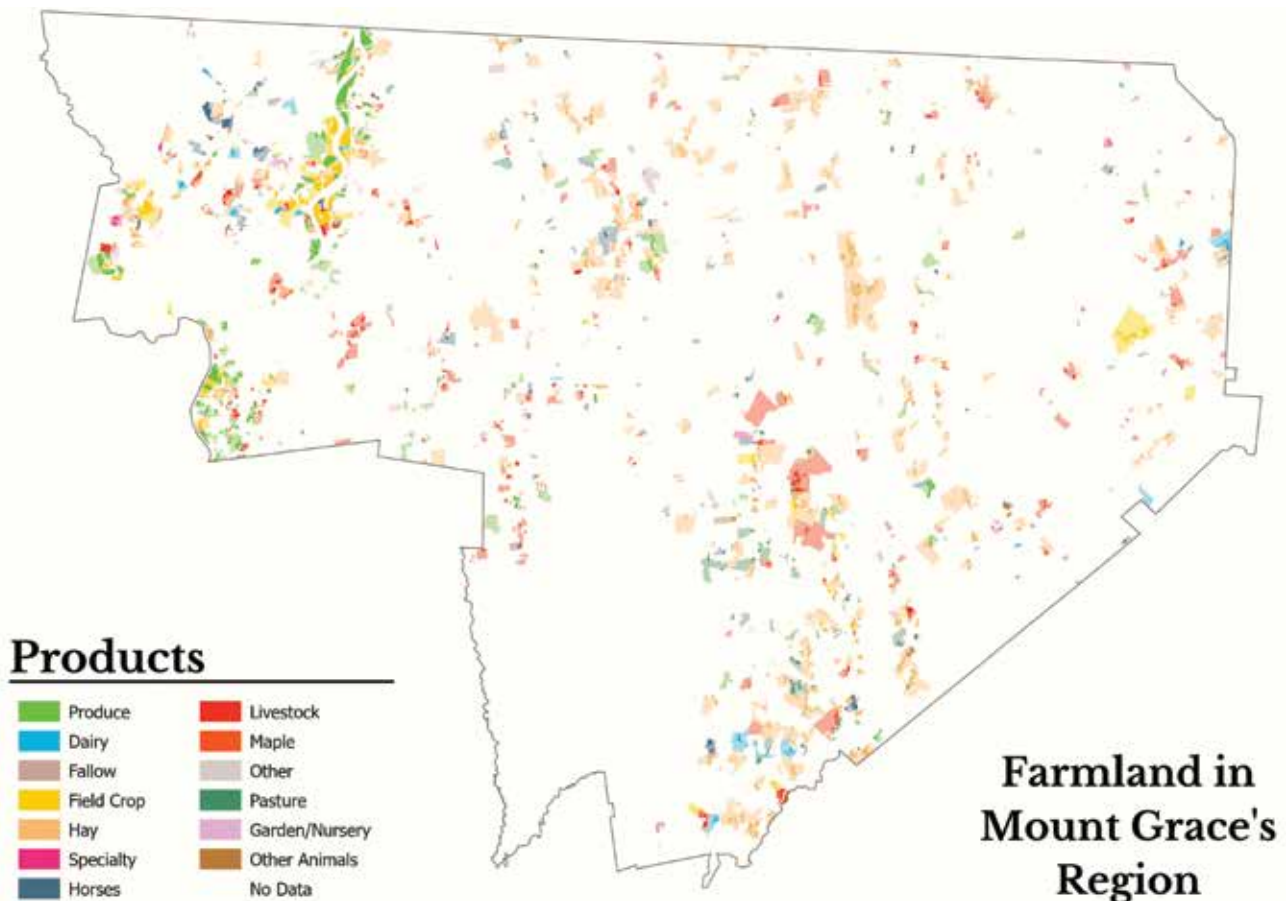 Products
Produce
Dairy
Fallow
Field Crop
Hay
Specialty
Horses
Livestock
Maple
Other
Pasture
Garden/Nursery
Other Animals
No Data
Farmland in
Mount Grace's
Region